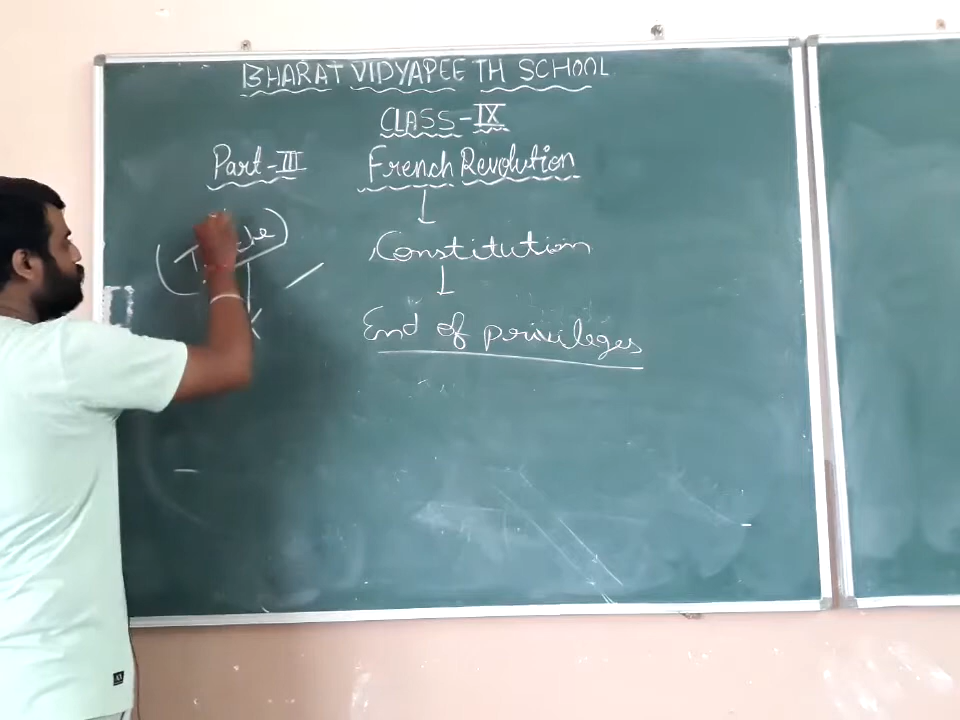 BHARAT VIDYAPEETH SCHOOL
CLASS-IX
Part-III French Revolution
Constitution
End of privileges